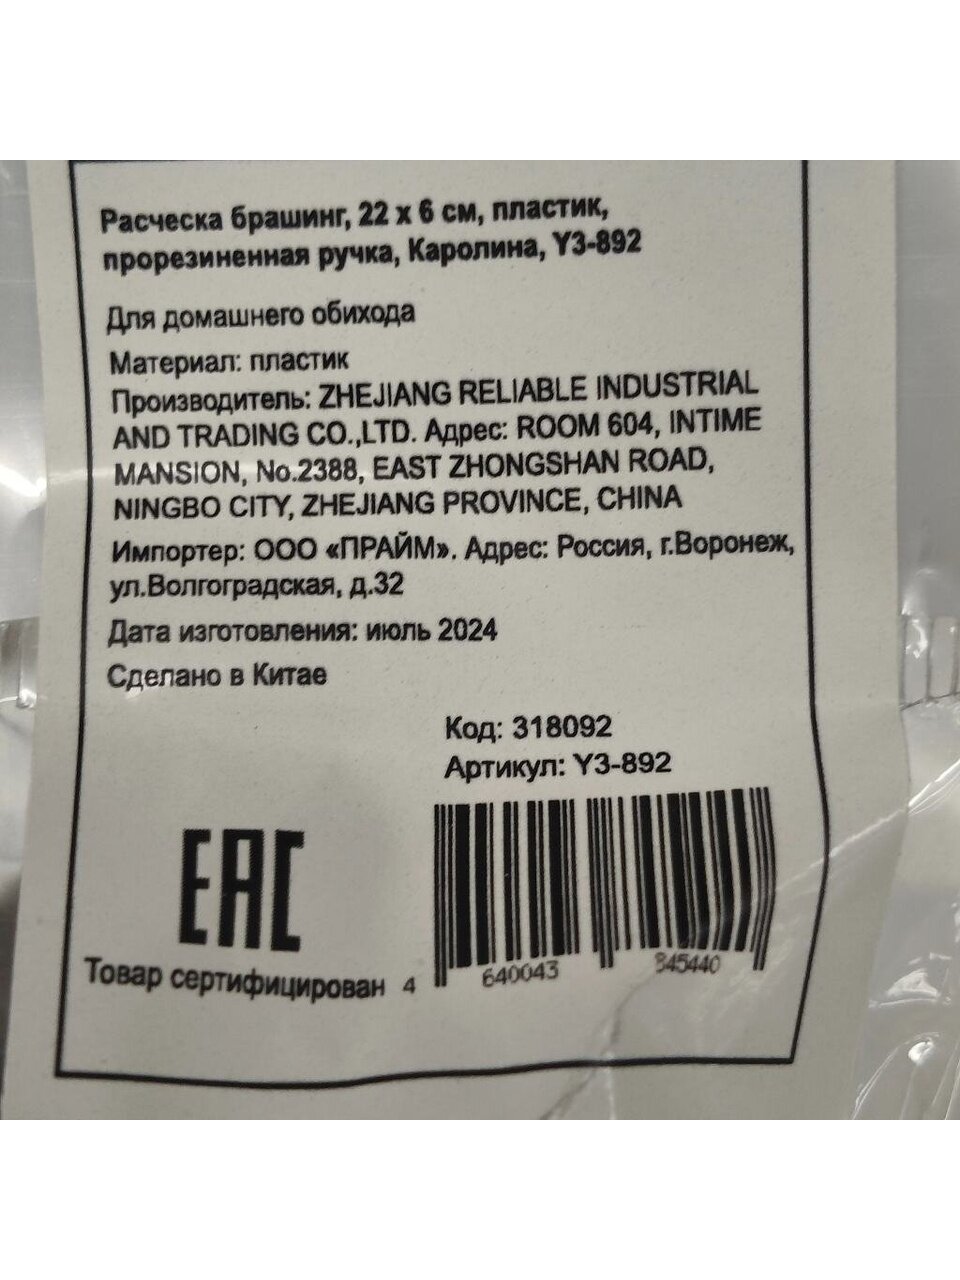 Расческа брашинг, 22 х 6 см, пластик,
прорезиненная ручка, Каролина, Y3-892
Для домашнего обихода
Материал: пластик
Производитель: ZHEJIANG RELIABLE INDUSTRIAL
AND TRADING CO.,LTD. Адрес: ROOM 604, INTIME
MANSION, No.2388, EAST ZHONGSHAN ROAD,
NINGBO CITY, ZHEJIANG PROVINCE, CHINA
Импортер: ООО «ПРАЙМ». Адрес: Россия, г.Воронеж,
ул.Волгоградская, д.32
Дата изготовления: июль 2024
Сделано в Китае
Код: 318092
Артикул: Y3-892
EAC
Товар сертифицирован
4 640043 845440